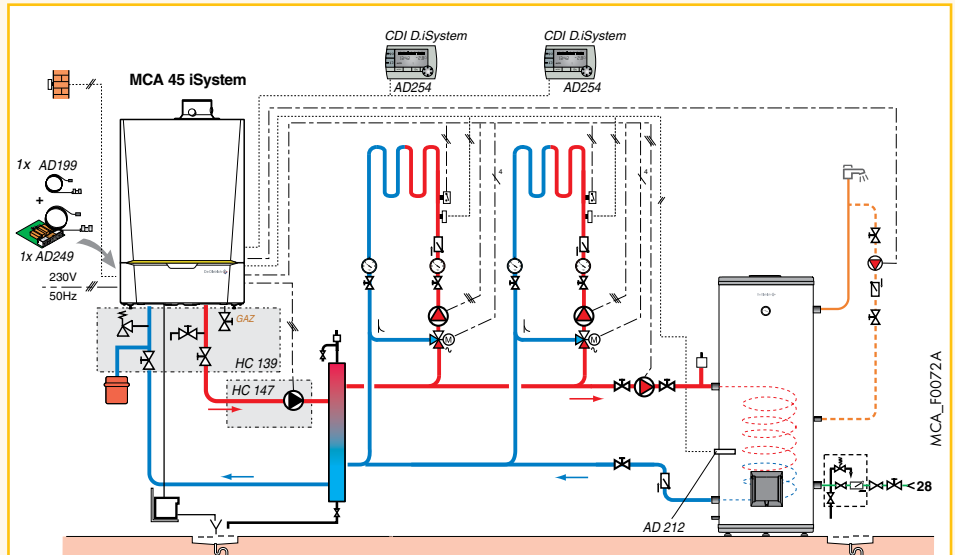 CDI D.iSystem
CDI D.iSystem
MCA 45 iSystem
AD254
AD254
1x AD199
+
4
4
1x AD249
230V
50Hz
GAZ
M
M
HC 139
HC 147
MCA_F0072A
<28
AD 212